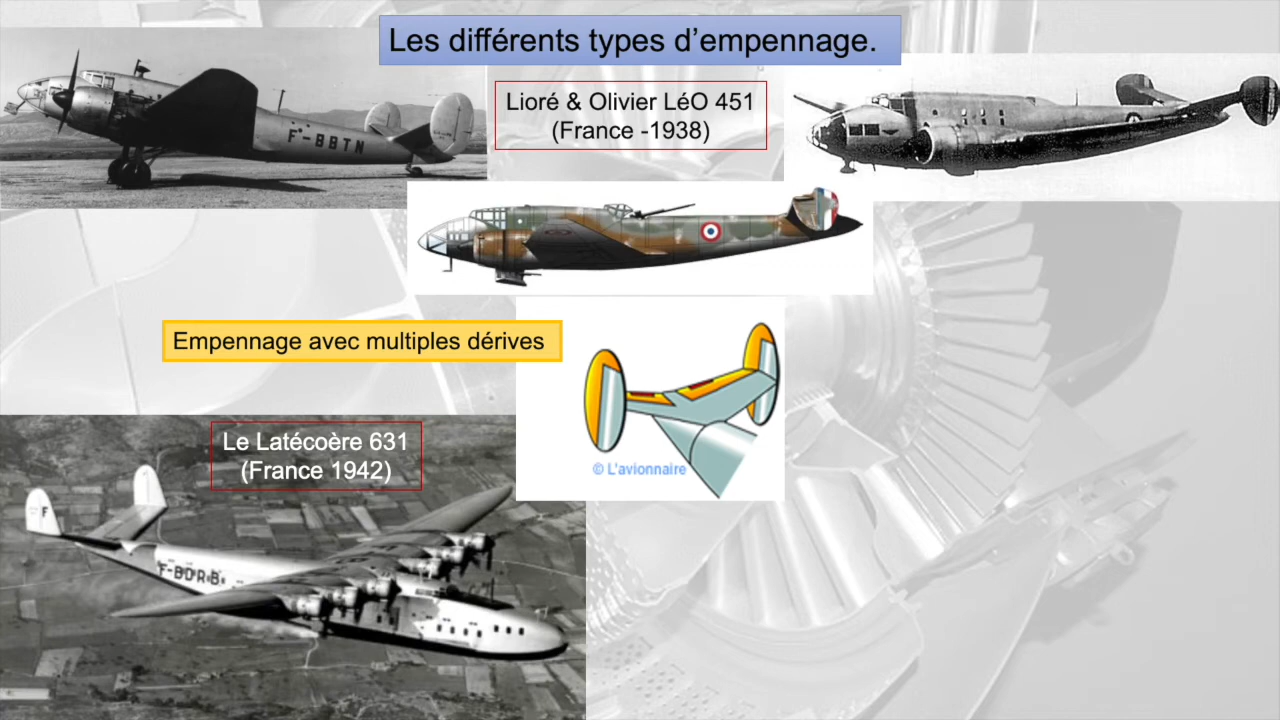 Les différents types d’empennage.
Lioré & Olivier LéO 451
(France -1938)
F-BBTN
Empennage avec multiples dérives
© L'avionnaire
Le Latécoère 631
(France 1942)
F
F-BDRB